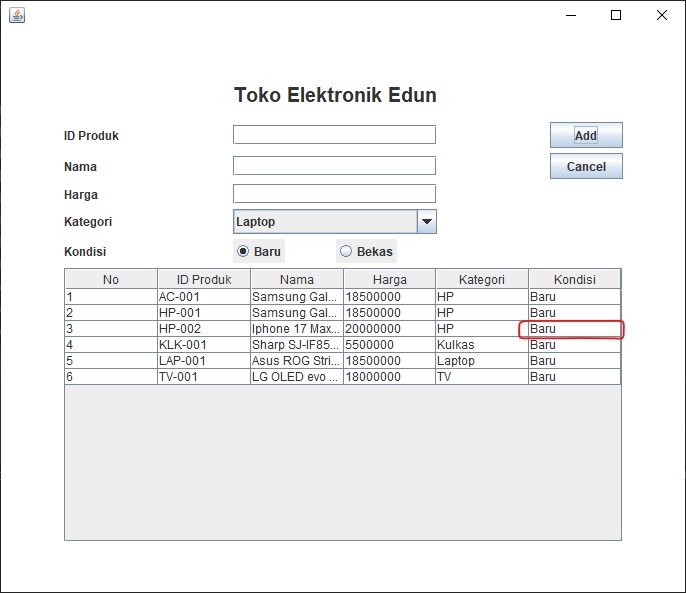 Toko Elektronik Edun
ID Produk Add
Nama Cancel
Harga
Kategori Laptop
Kondisi Baru Bekas
No ID Produk Nama Harga Kategori Kondisi
1 AC-001 Samsung Gal... 18500000 HP Baru
2 HP-001 Samsung Gal... 18500000 HP Baru
3 HP-002 Iphone 17 Max... 20000000 HP Baru
4 KLK-001 Sharp SJ-IF85... 5500000 Kulkas Baru
5 LAP-001 Asus ROG Stri... 18500000 Laptop Baru
6 TV-001 LG OLED evo ... 18000000 TV Baru